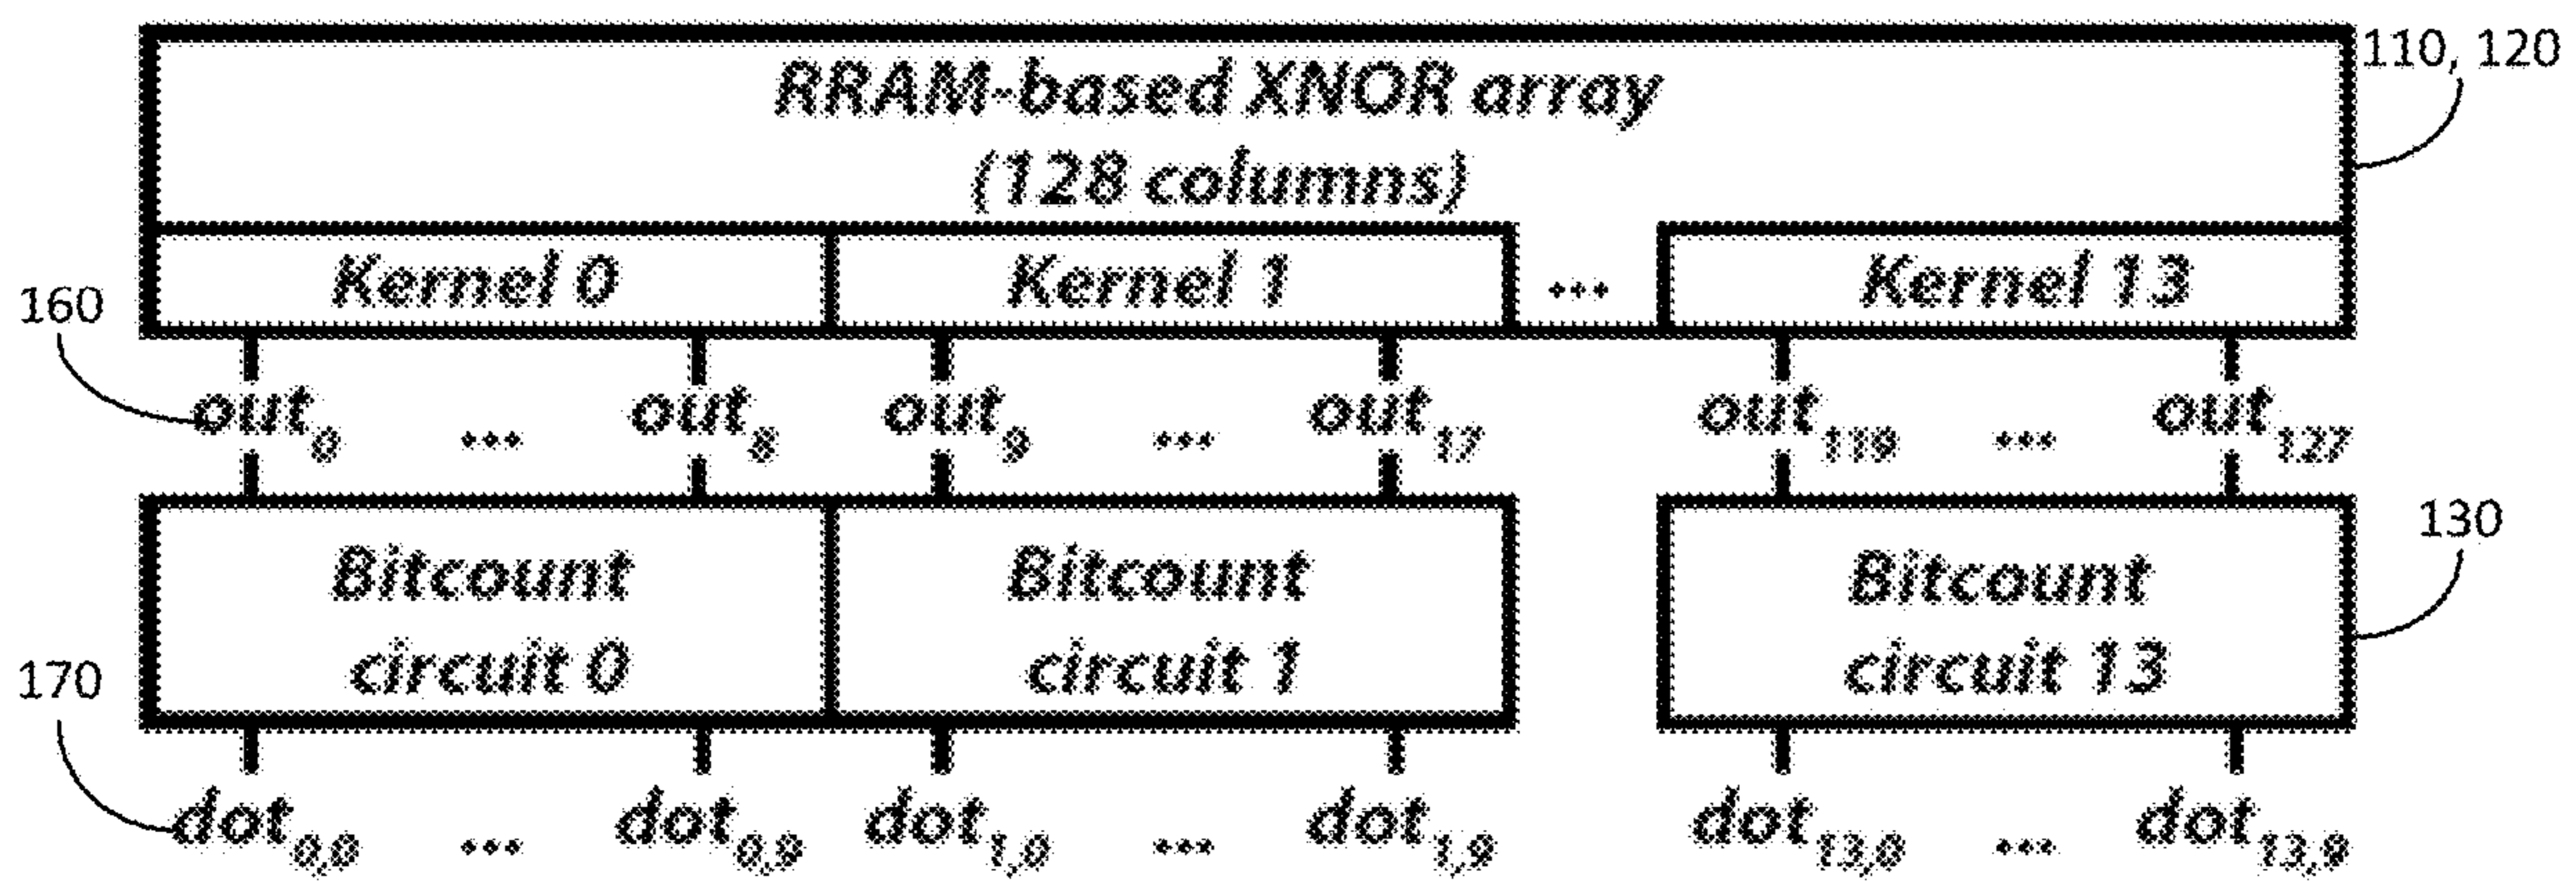 RRAM-based XNOR array
110, 120
(128 columns)
Kernel 0 Kernel 1 ... Kernel 13
160
out0 ... out8 out9 ... out17 out119 ... out127
130
Bitcount circuit 0
Bitcount circuit 1
Bitcount circuit 13
170
dot0,0 ... dot0,9 dot1,0 ... dot1,9 dot13,0 ... dot13,9